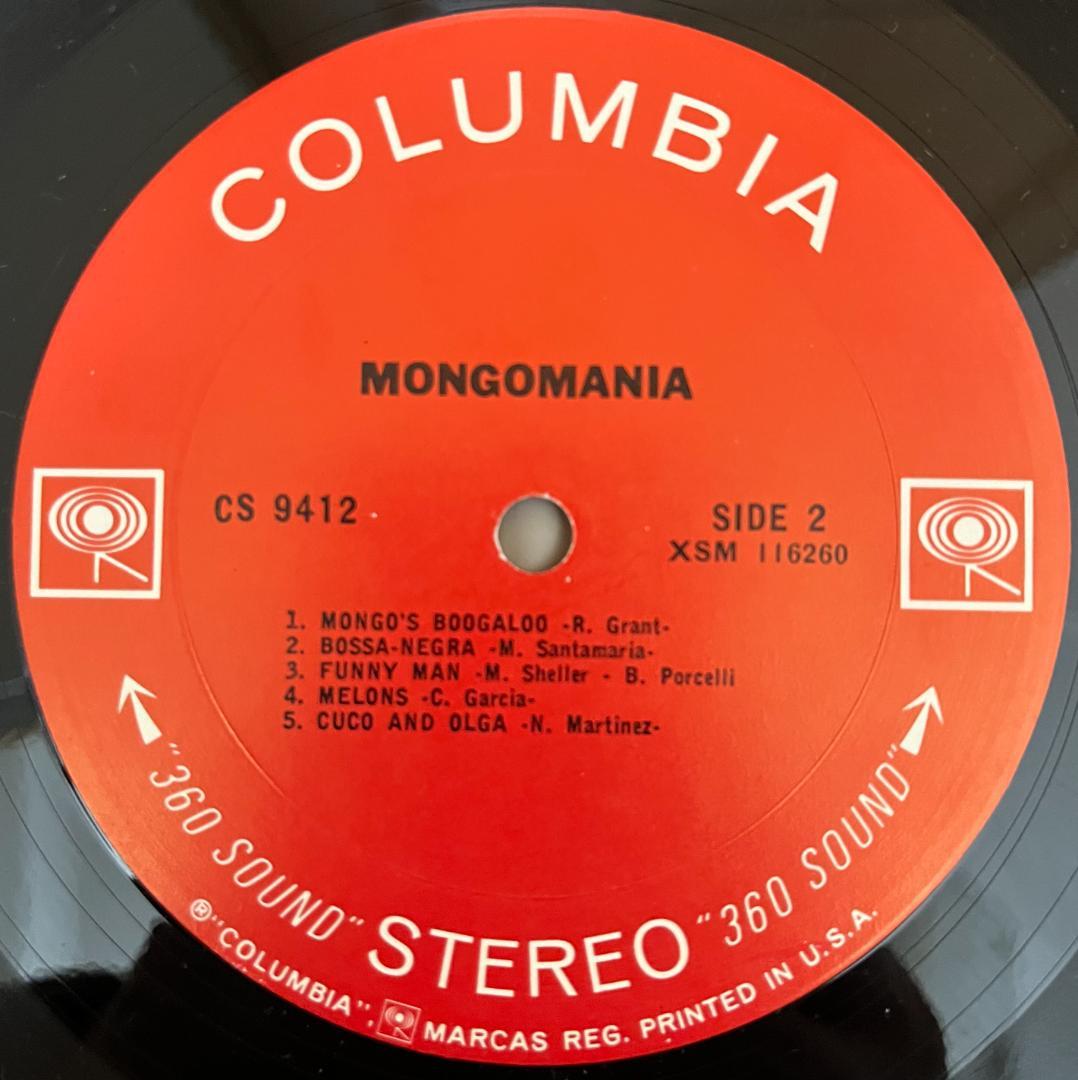 COLUMBIA
MONGOMANIA
CS 9412
SIDE 2
XSM 116260
1. MONGO'S BOOGALOO -R. Grant-
2. BOSSA-NEGRA -M. Santamaria-
3. FUNNY MAN -M. Sheller - B. Porcelli
4. MELONS -C. Garcia-
5. CUCO AND OLGA -N. Martinez-
"360 SOUND" STEREO "360 SOUND"
®"COLUMBIA", MARCAS REG. PRINTED IN U.S.A.